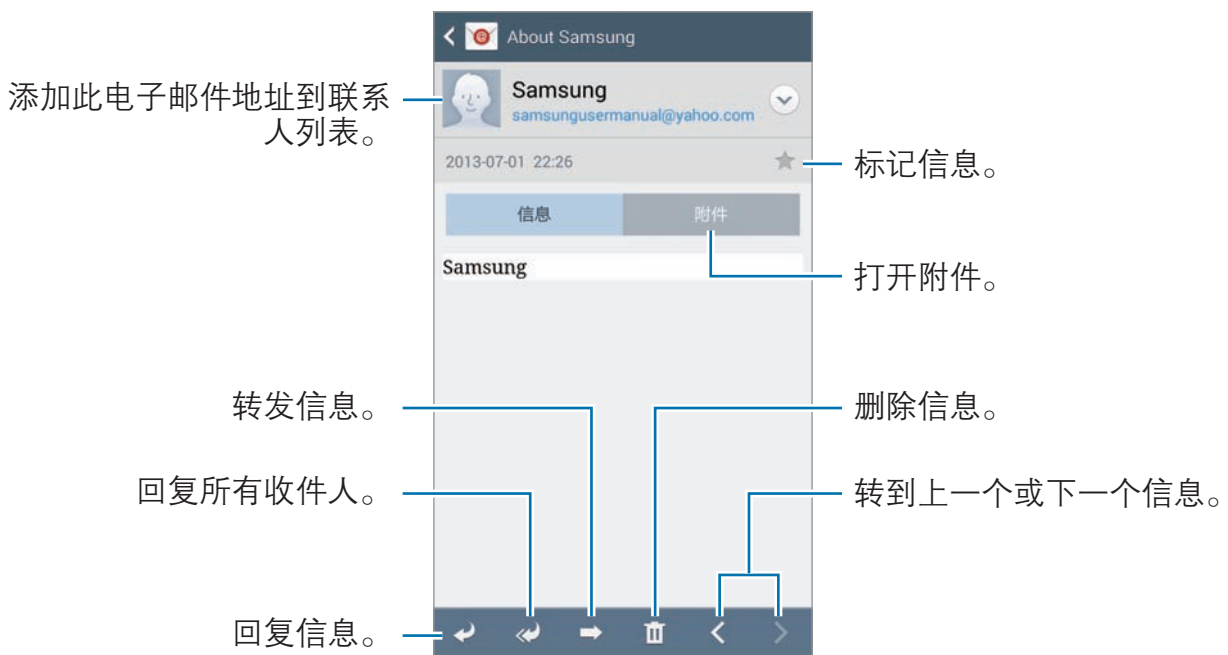 About Samsung
添加此电子邮件地址到联系
人列表。
Samsung
samsungusermanual@yahoo.com
2013-07-01 22:26
标记信息。
信息
附件
Samsung
打开附件。
转发信息。
删除信息。
回复所有收件人。
转到上一个或下一个信息。
回复信息。